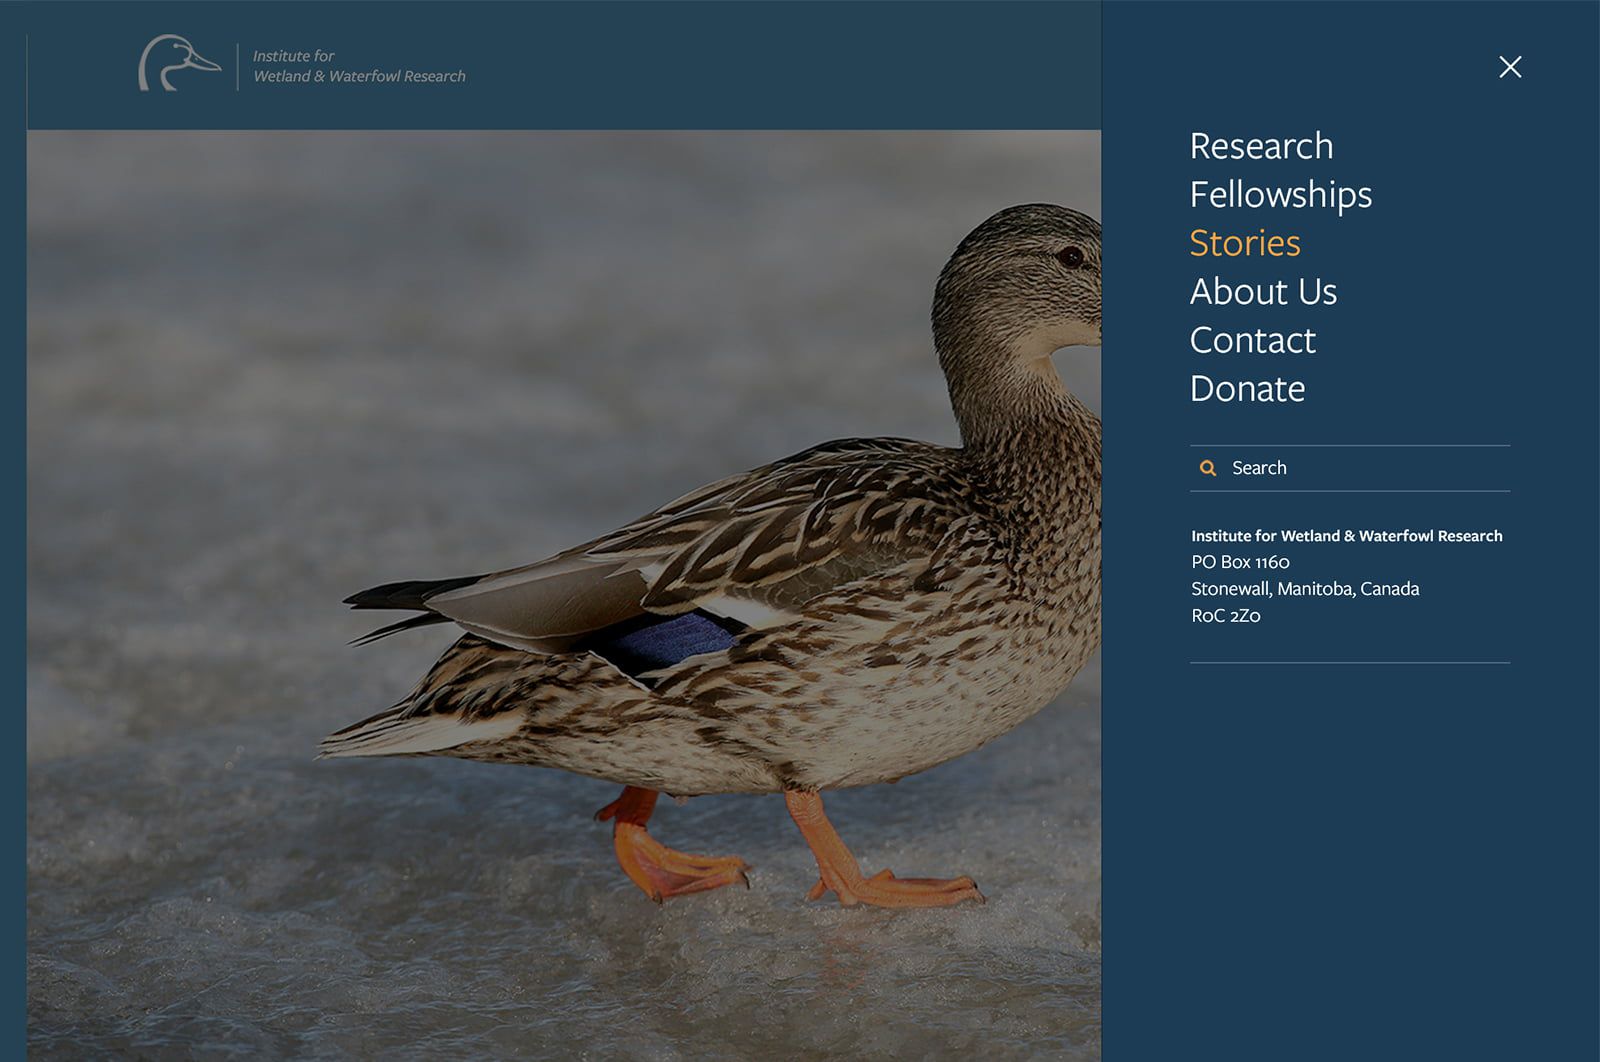 Institute for
Wetland & Waterfowl Research
Research
Fellowships
Stories
About Us
Contact
Donate
Search
Institute for Wetland & Waterfowl Research
PO Box 1160
Stonewall, Manitoba, Canada
R0C 2Z0